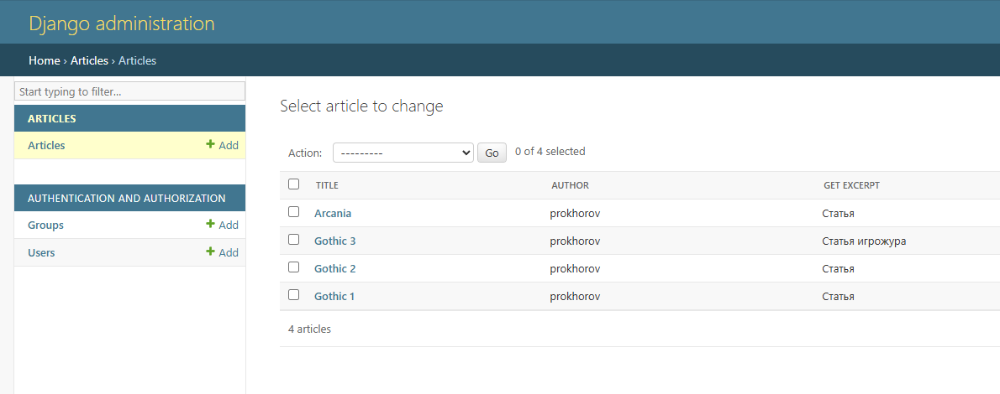 Django administration
Home › Articles › Articles
Start typing to filter...
ARTICLES
Articles + Add
AUTHENTICATION AND AUTHORIZATION
Groups + Add
Users + Add
Select article to change
Action: --------- Go 0 of 4 selected
TITLE AUTHOR GET EXCERPT
Arcania prokhorov Статья
Gothic 3 prokhorov Статья игрожура
Gothic 2 prokhorov Статья
Gothic 1 prokhorov Статья
4 articles